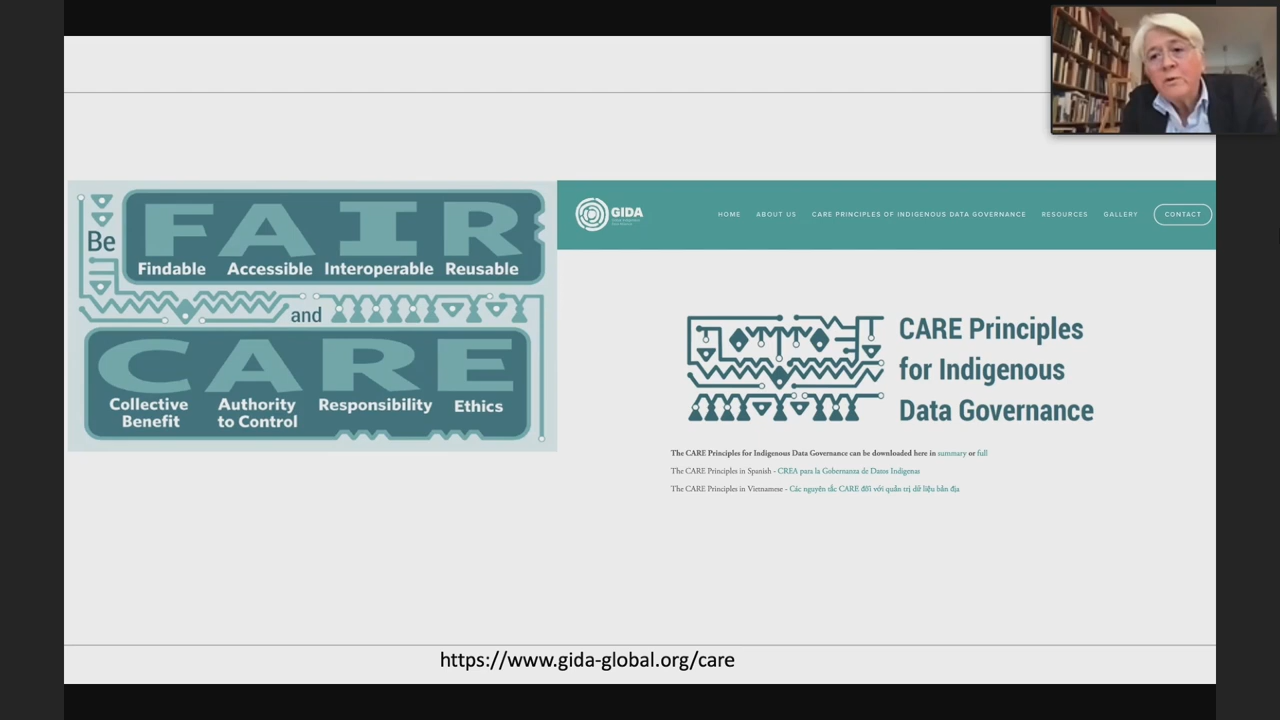 Be
FAIR
Findable Accessible Interoperable Reusable
and
CARE
Collective Benefit
Authority to Control
Responsibility
Ethics
GIDA
HOME ABOUT US CARE PRINCIPLES OF INDIGENOUS DATA GOVERNANCE RESOURCES GALLERY CONTACT
CARE Principles
for Indigenous
Data Governance
The CARE Principles for Indigenous Data Governance can be downloaded here in summary or full
The CARE Principles in Spanish - CREA para la Gobernanza de Datos Indígenas
The CARE Principles in Vietnamese - Các nguyên tắc CARE đối với quản trị dữ liệu bản địa
https://www.gida-global.org/care